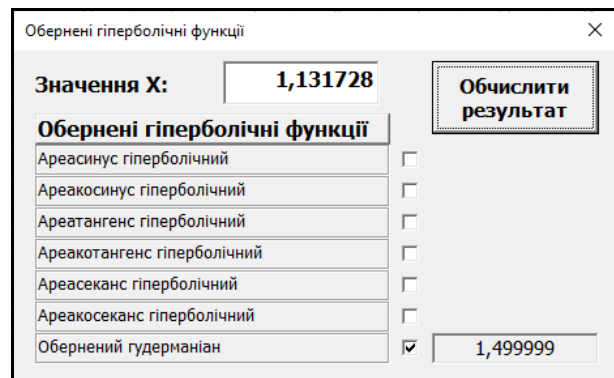 Обернені гіперболічні функції
Значення X:
1,131728
Обчислити
результат
Обернені гіперболічні функції
Ареасинус гіперболічний
Ареакосинус гіперболічний
Ареатангенс гіперболічний
Ареакотангенс гіперболічний
Ареасеканс гіперболічний
Ареакосеканс гіперболічний
Обернений гудерманіан
1,499999